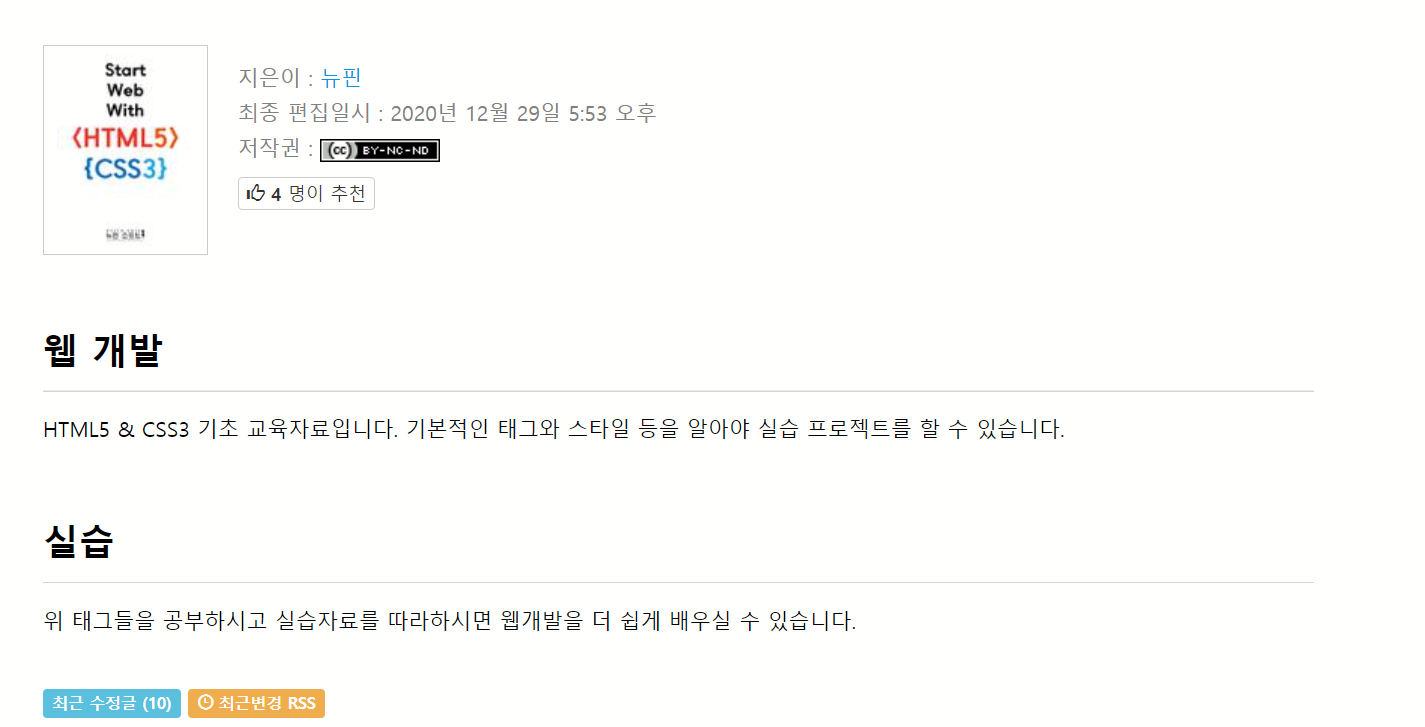 Start
Web
With
<HTML5>
{CSS3}
지은이 : 뉴핀
최종 편집일시 : 2020년 12월 29일 5:53 오후
저작권 : (cc) BY-NC-ND
4 명이 추천
웹 개발
HTML5 & CSS3 기초 교육자료입니다. 기본적인 태그와 스타일 등을 알아야 실습 프로젝트를 할 수 있습니다.
실습
위 태그들을 공부하시고 실습자료를 따라하시면 웹개발을 더 쉽게 배우실 수 있습니다.
최근 수정글 (10) 최근변경 RSS